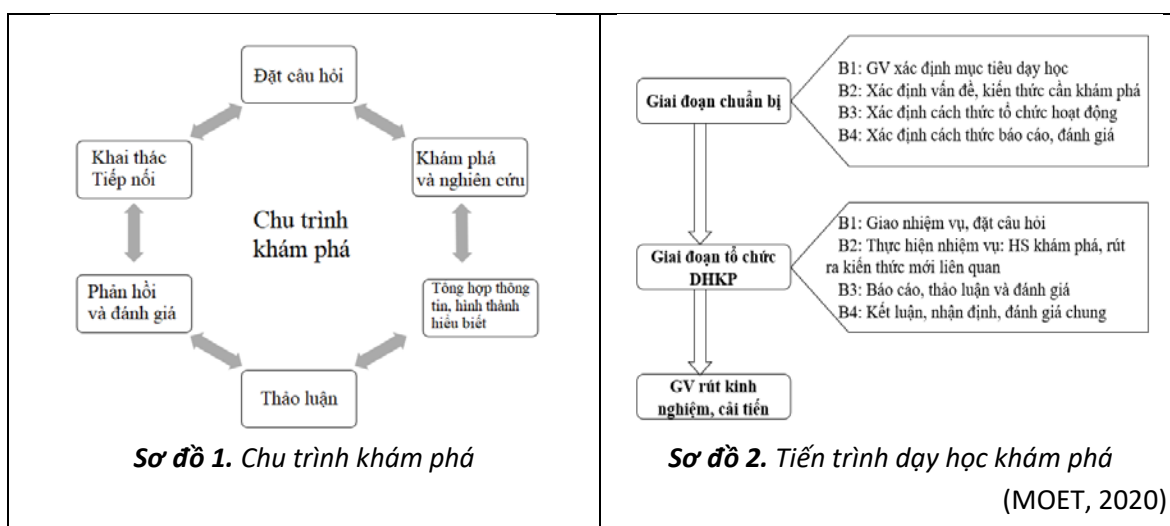 Đặt câu hỏi
Khai thác
Tiếp nối
Khám phá
và nghiên cứu
Chu trình
khám phá
Phản hồi
và đánh giá
Tổng hợp thông
tin, hình thành
hiểu biết
Thảo luận
Sơ đồ 1. Chu trình khám phá
Giai đoạn chuẩn bị
B1: GV xác định mục tiêu dạy học
B2: Xác định vấn đề, kiến thức cần khám phá
B3: Xác định cách thức tổ chức hoạt động
B4: Xác định cách thức báo cáo, đánh giá
Giai đoạn tổ chức
DHKP
B1: Giao nhiệm vụ, đặt câu hỏi
B2: Thực hiện nhiệm vụ: HS khám phá, rút
ra kiến thức mới liên quan
B3: Báo cáo, thảo luận và đánh giá
B4: Kết luận, nhận định, đánh giá chung
GV rút kinh
nghiệm, cải tiến
Sơ đồ 2. Tiến trình dạy học khám phá
(MOET, 2020)